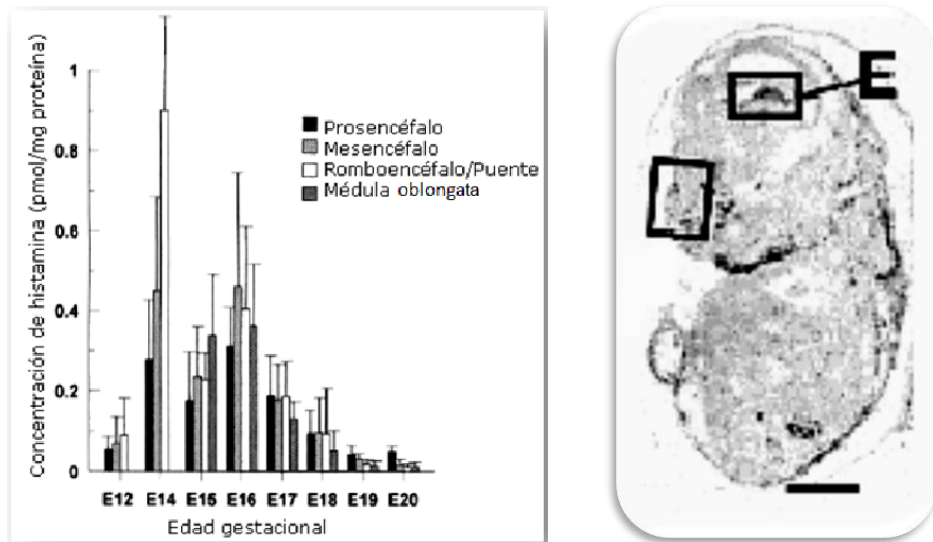 Concentración de histamina (pmol/mg proteína)
1
0.8
0.6
0.4
0.2
0
Prosencéfalo
Mesencéfalo
Romboencéfalo/Puente
Médula oblongata
E12 E14 E15 E16 E17 E18 E19 E20
Edad gestacional
E